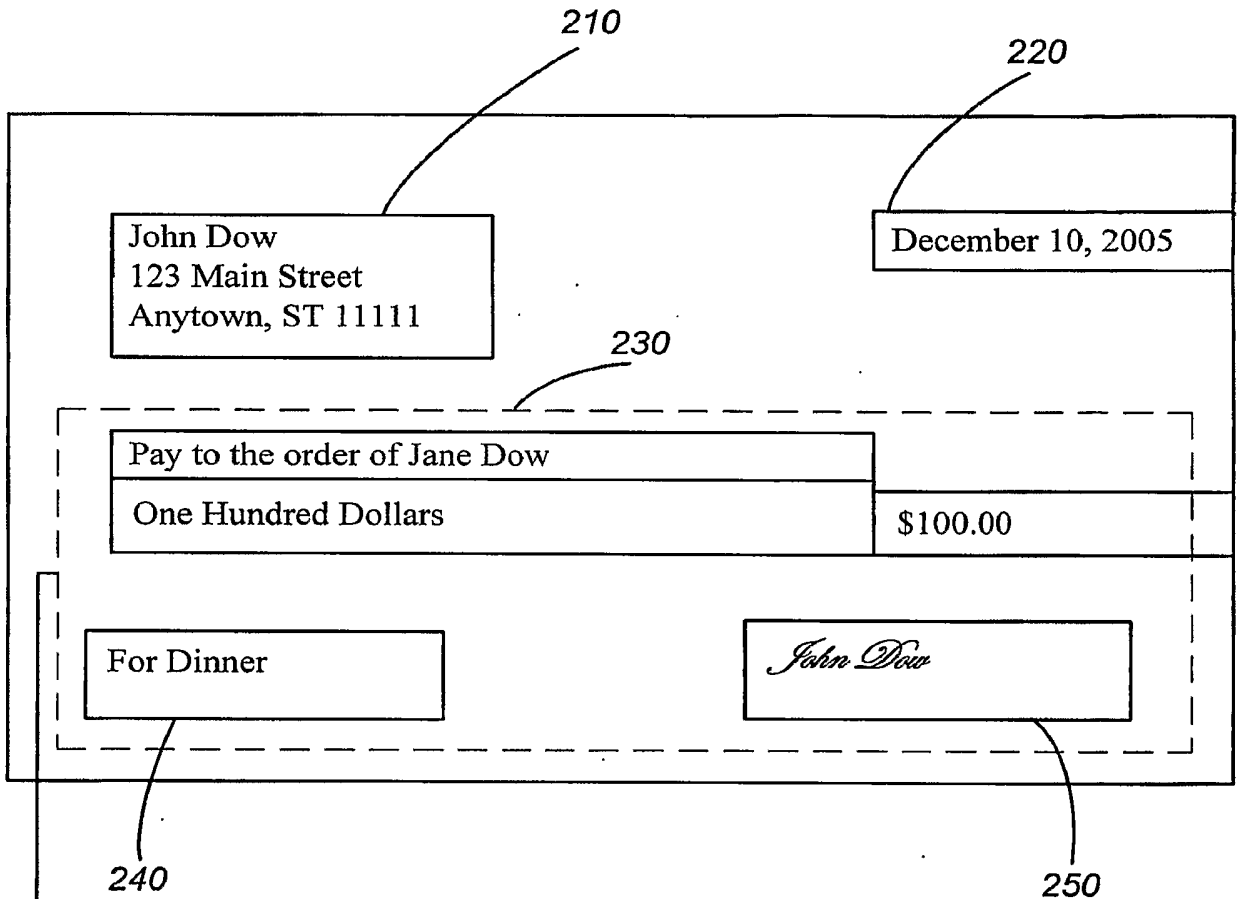 210
220
John Dow
123 Main Street
Anytown, ST 11111
December 10, 2005
230
Pay to the order of Jane Dow
One Hundred Dollars
$100.00
For Dinner
John Dow
240
250